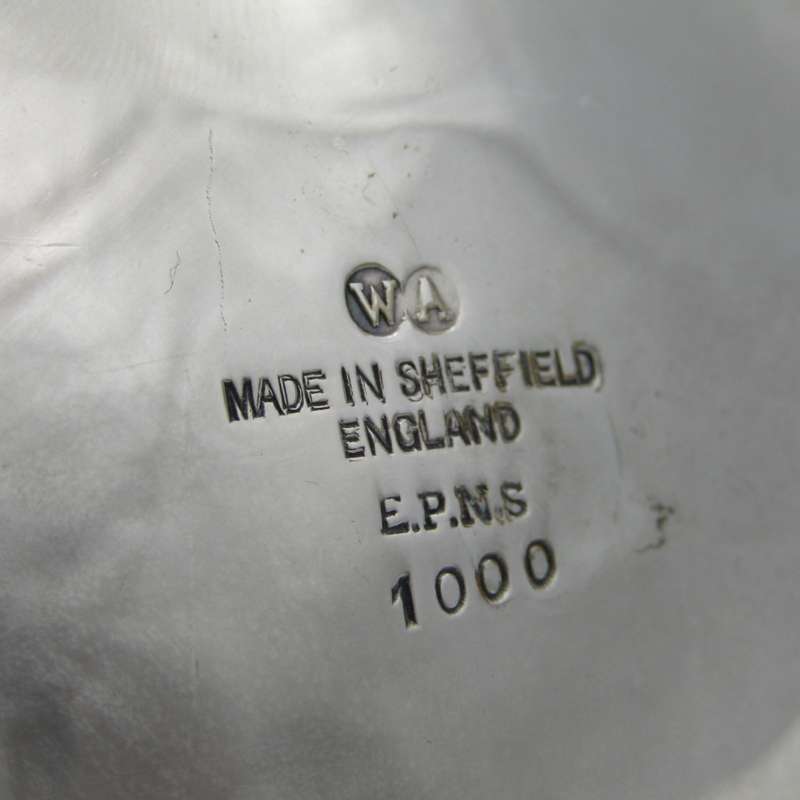 WA
MADE IN SHEFFIELD
ENGLAND
E.P.N.S
1000